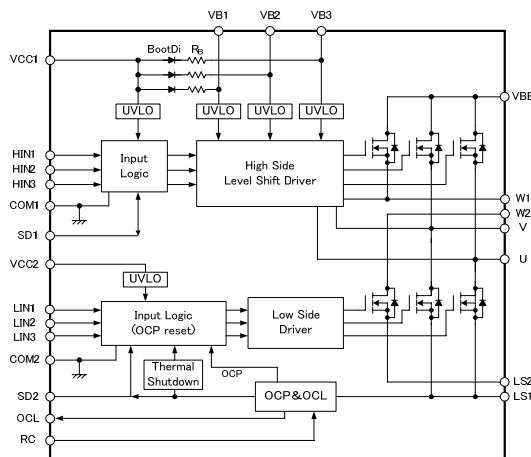 VB1 VB2 VB3
BootDi RB
VCC1
VBB
UVLO UVLO UVLO UVLO
HIN1
HIN2
HIN3
Input
Logic
High Side
Level Shift Driver
COM1
W1
W2
SD1
V
VCC2
U
UVLO
LIN1
LIN2
LIN3
Input Logic
(OCP reset)
Low Side
Driver
COM2
Thermal
Shutdown
OCP
LS2
SD2
OCP&OCL
LS1
OCL
RC